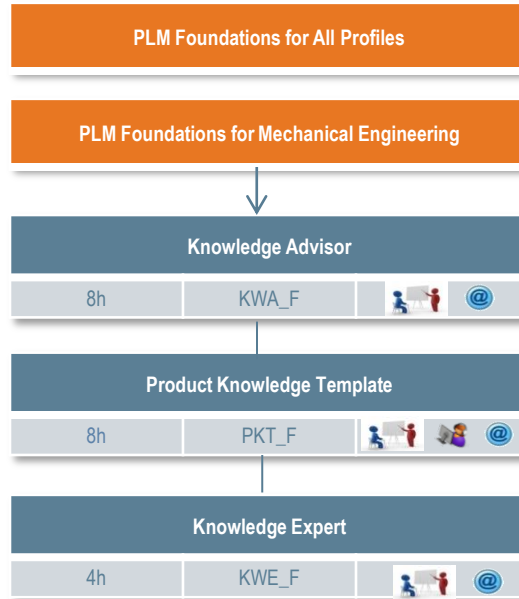 PLM Foundations for All Profiles
PLM Foundations for Mechanical Engineering
Knowledge Advisor
8h KWA_F @
Product Knowledge Template
8h PKT_F @
Knowledge Expert
4h KWE_F @